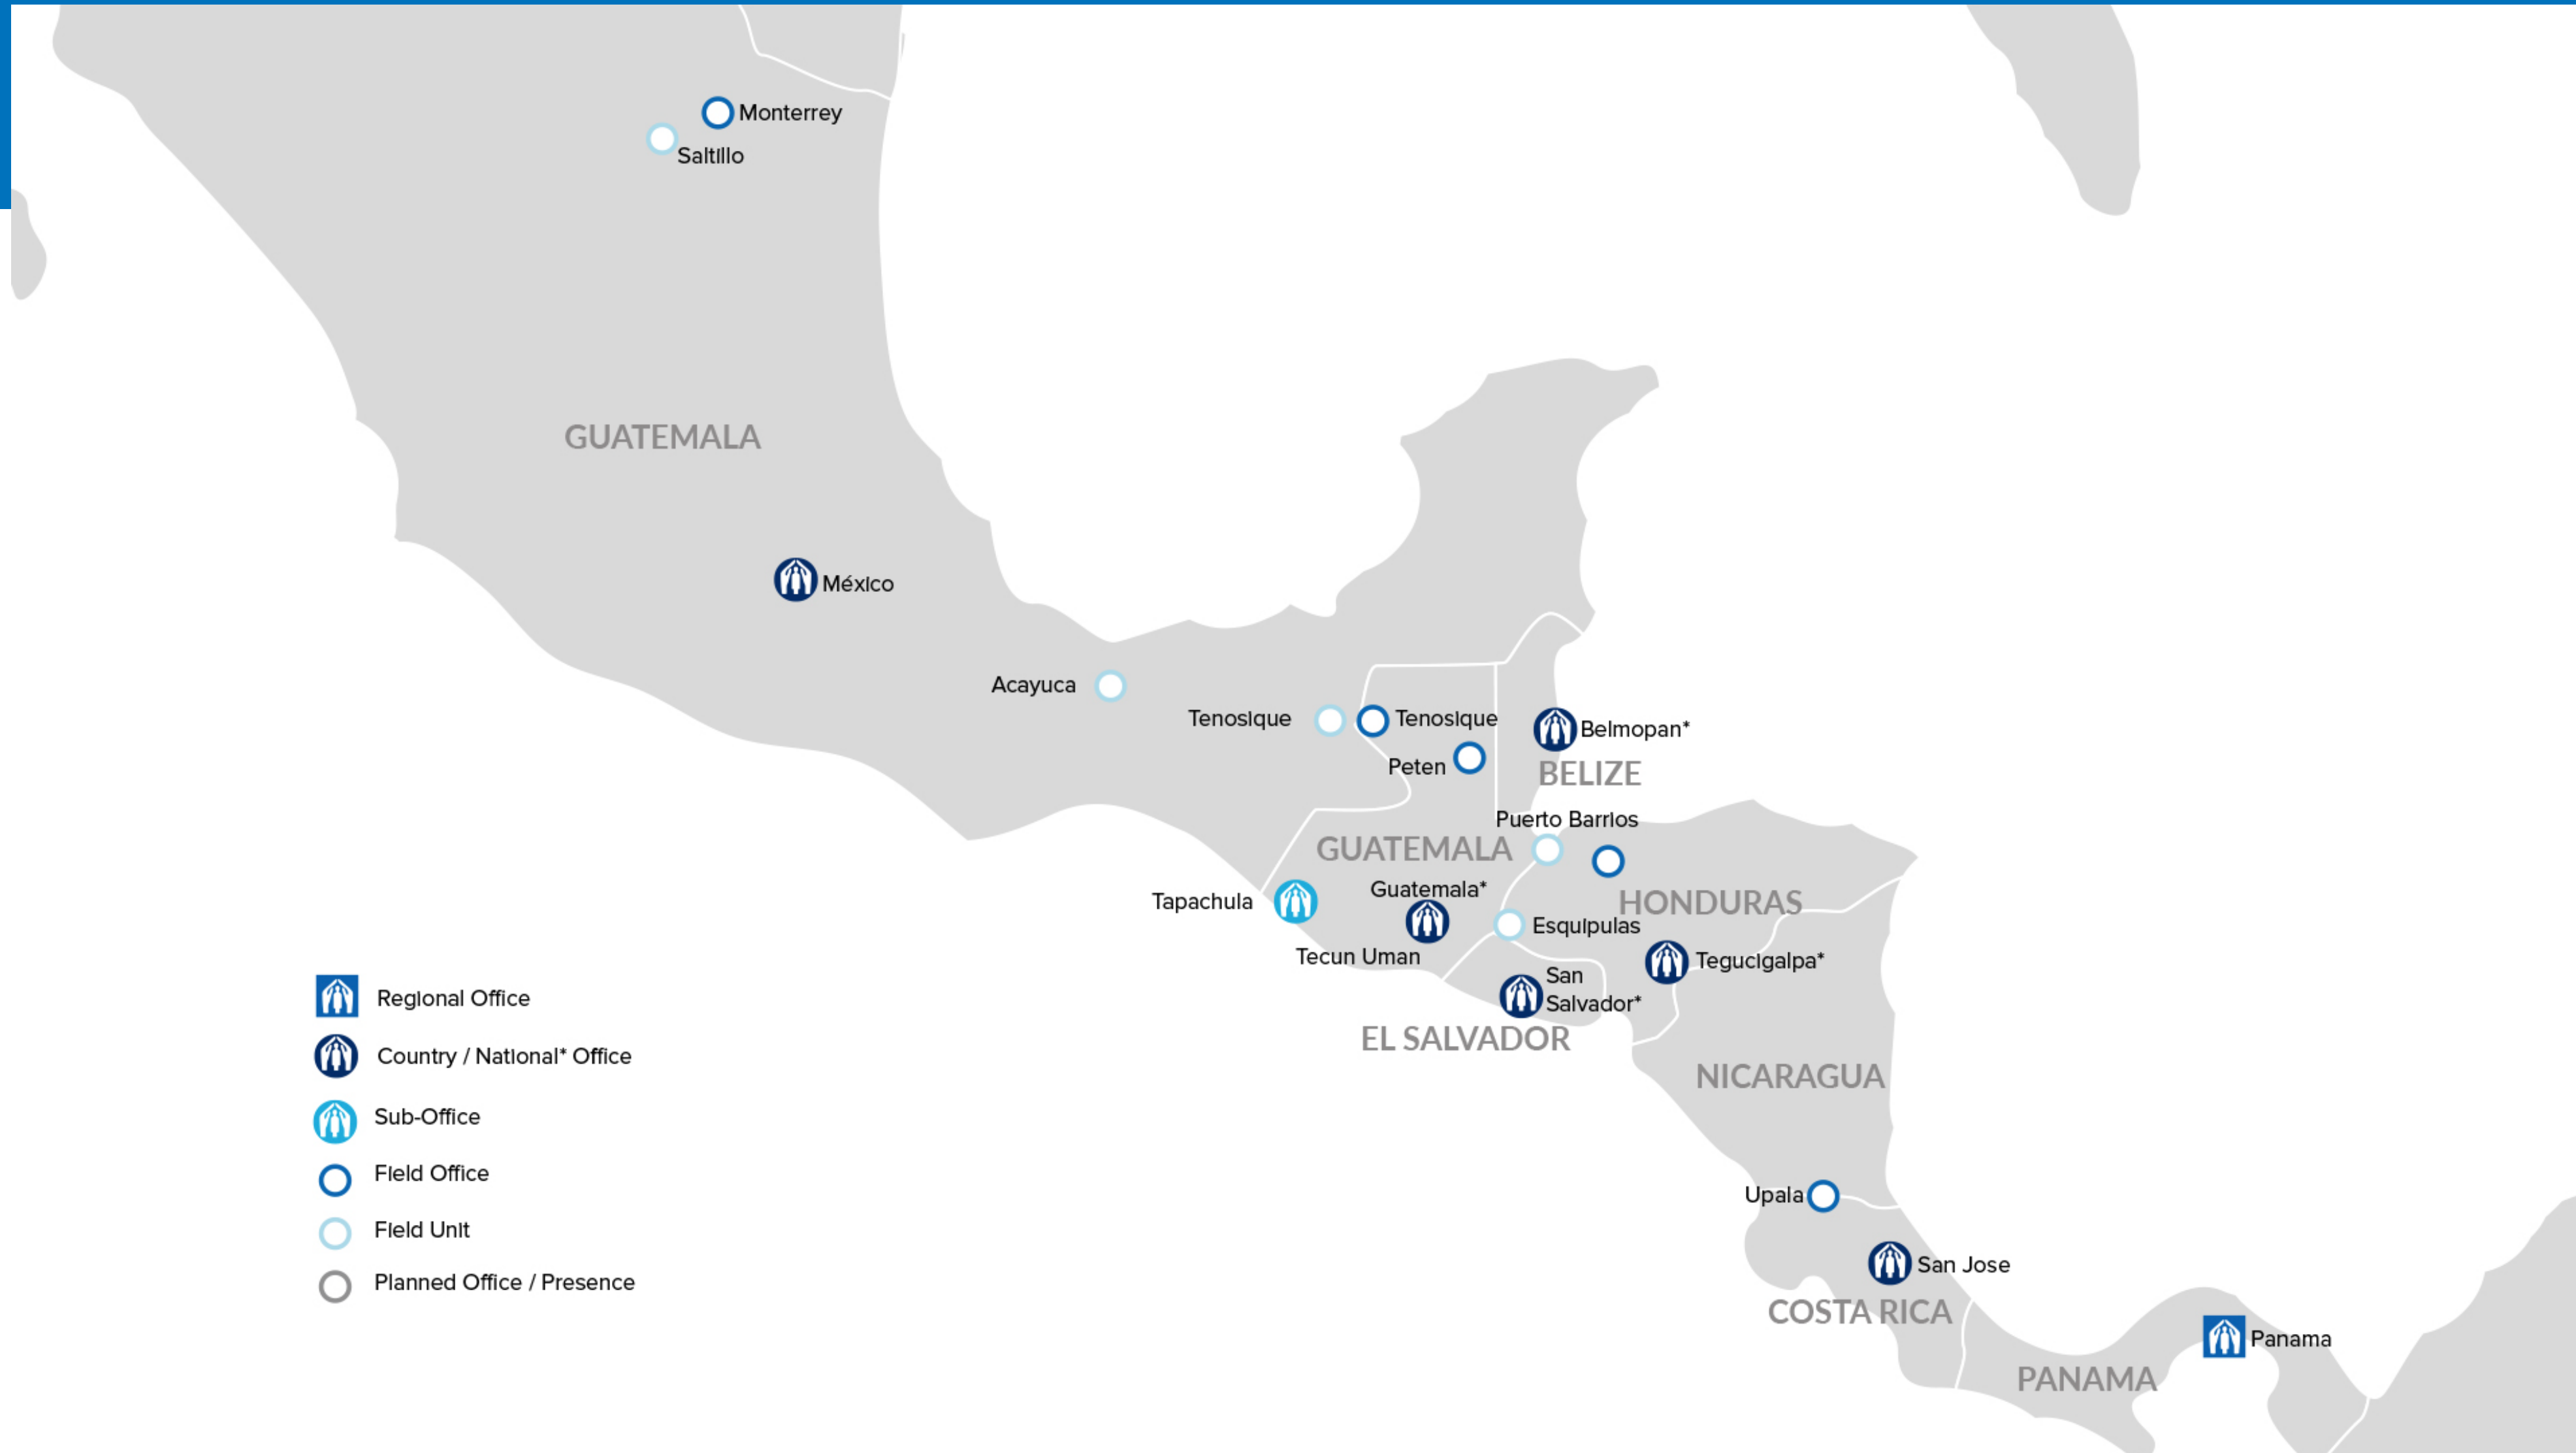 Monterrey
Saltillo
GUATEMALA
México
Acayuca
Tenosique
Tenosique
Peten
Belmopan*
BELIZE
Puerto Barrios
GUATEMALA
HONDURAS
Guatemala*
Tapachula
Esquipulas
Tecun Uman
Tegucigalpa*
San
Salvador*
EL SALVADOR
NICARAGUA
Upala
San Jose
COSTA RICA
Panama
PANAMA
Regional Office
Country / National* Office
Sub-Office
Field Office
Field Unit
Planned Office / Presence